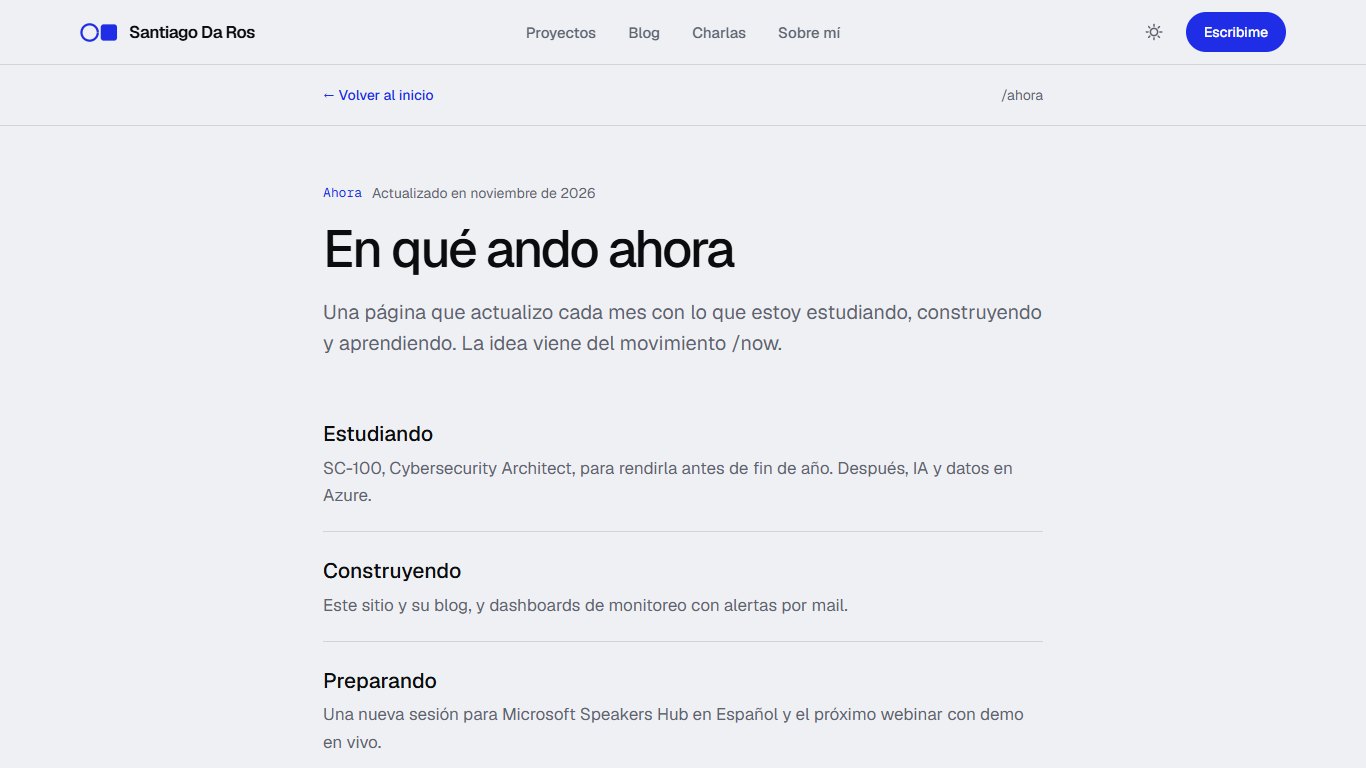 Santiago Da Ros
Proyectos
Blog
Charlas
Sobre mí
Escribime
← Volver al inicio
/ahora
Ahora Actualizado en noviembre de 2026
En qué ando ahora
Una página que actualizo cada mes con lo que estoy estudiando, construyendo
y aprendiendo. La idea viene del movimiento /now.
Estudiando
SC-100, Cybersecurity Architect, para rendirla antes de fin de año. Después, IA y datos en
Azure.
Construyendo
Este sitio y su blog, y dashboards de monitoreo con alertas por mail.
Preparando
Una nueva sesión para Microsoft Speakers Hub en Español y el próximo webinar con demo
en vivo.